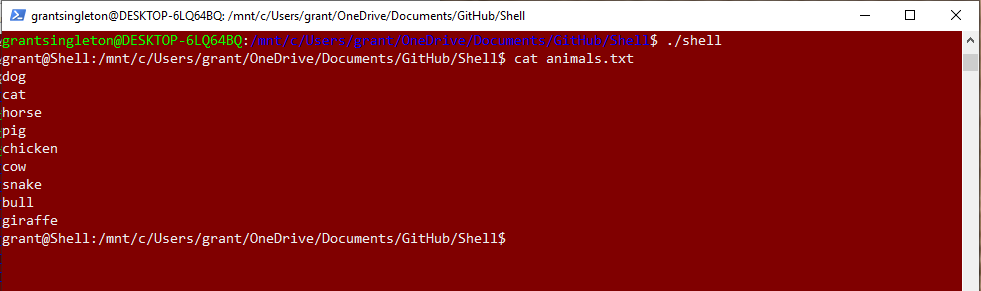 grantsingleton@DESKTOP-6LQ64BQ: /mnt/c/Users/grant/OneDrive/Documents/GitHub/Shell
grantsingleton@DESKTOP-6LQ64BQ:/mnt/c/Users/grant/OneDrive/Documents/GitHub/Shell$ ./shell
grant@Shell:/mnt/c/Users/grant/OneDrive/Documents/GitHub/Shell$ cat animals.txt
dog
cat
horse
pig
chicken
cow
snake
bull
giraffe
grant@Shell:/mnt/c/Users/grant/OneDrive/Documents/GitHub/Shell$